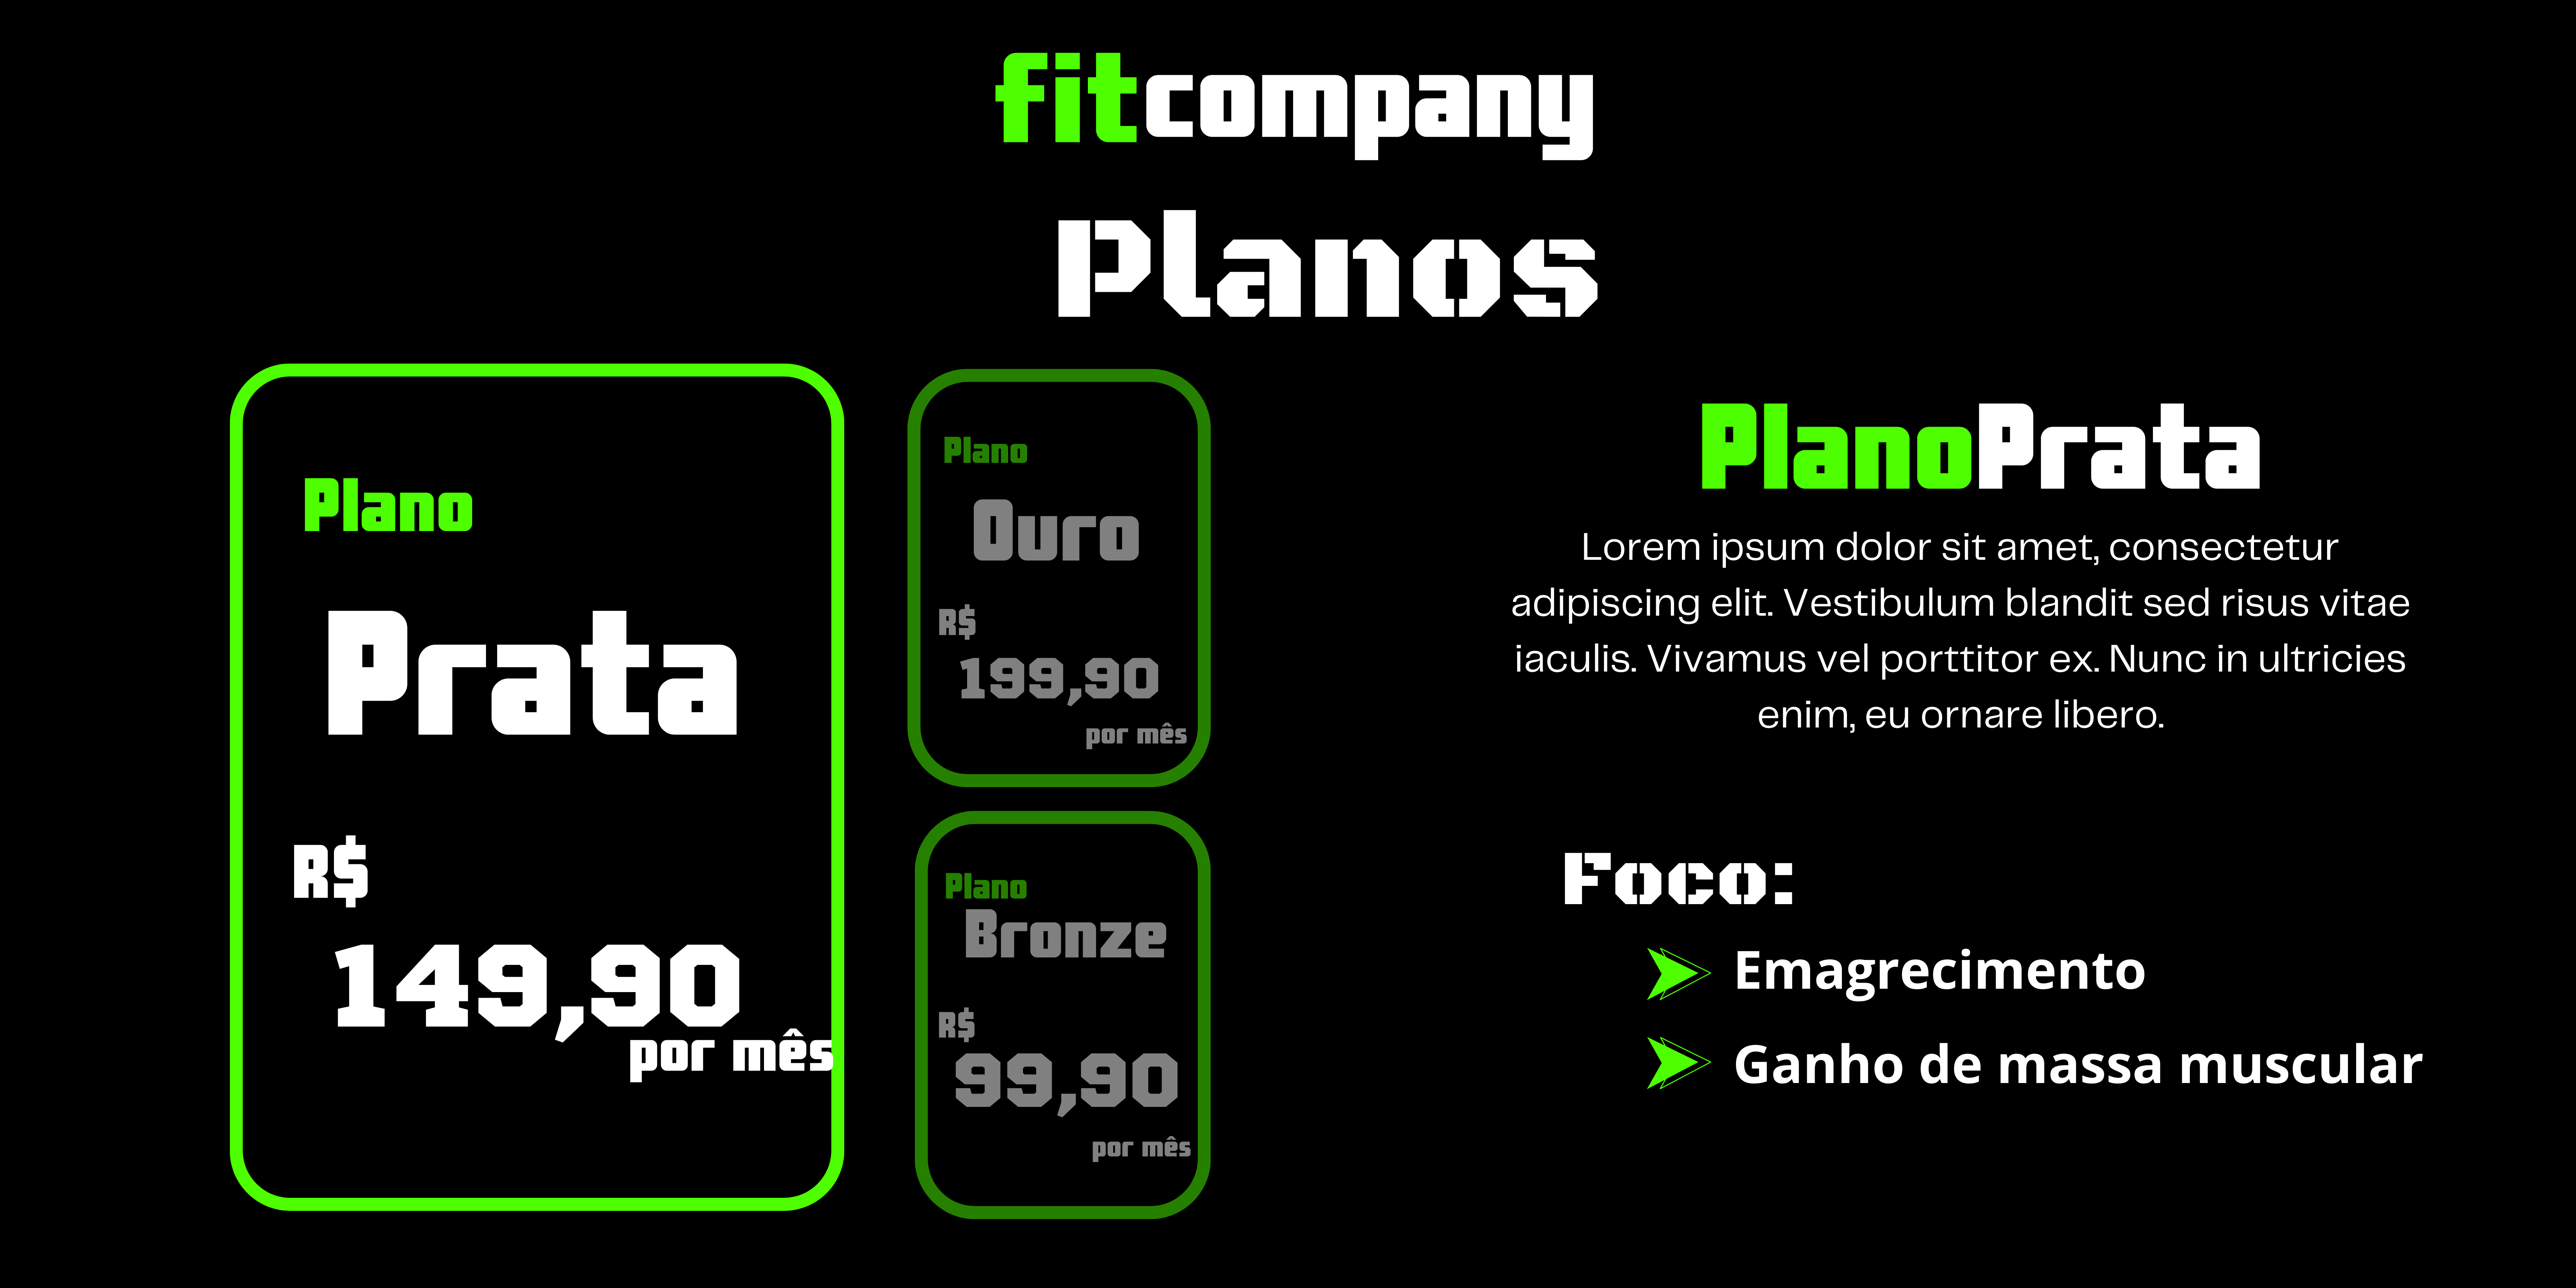 fitcompany
Planos
Plano
Prata
R$
149,90
por mês
Plano
Ouro
R$
199,90
por mês
Plano
Bronze
R$
99,90
por mês
PlanoPrata
Lorem ipsum dolor sit amet, consectetur
adipiscing elit. Vestibulum blandit sed risus vitae
iaculis. Vivamus vel porttitor ex. Nunc in ultricies
enim, eu ornare libero.
Foco:
Emagrecimento
Ganho de massa muscular